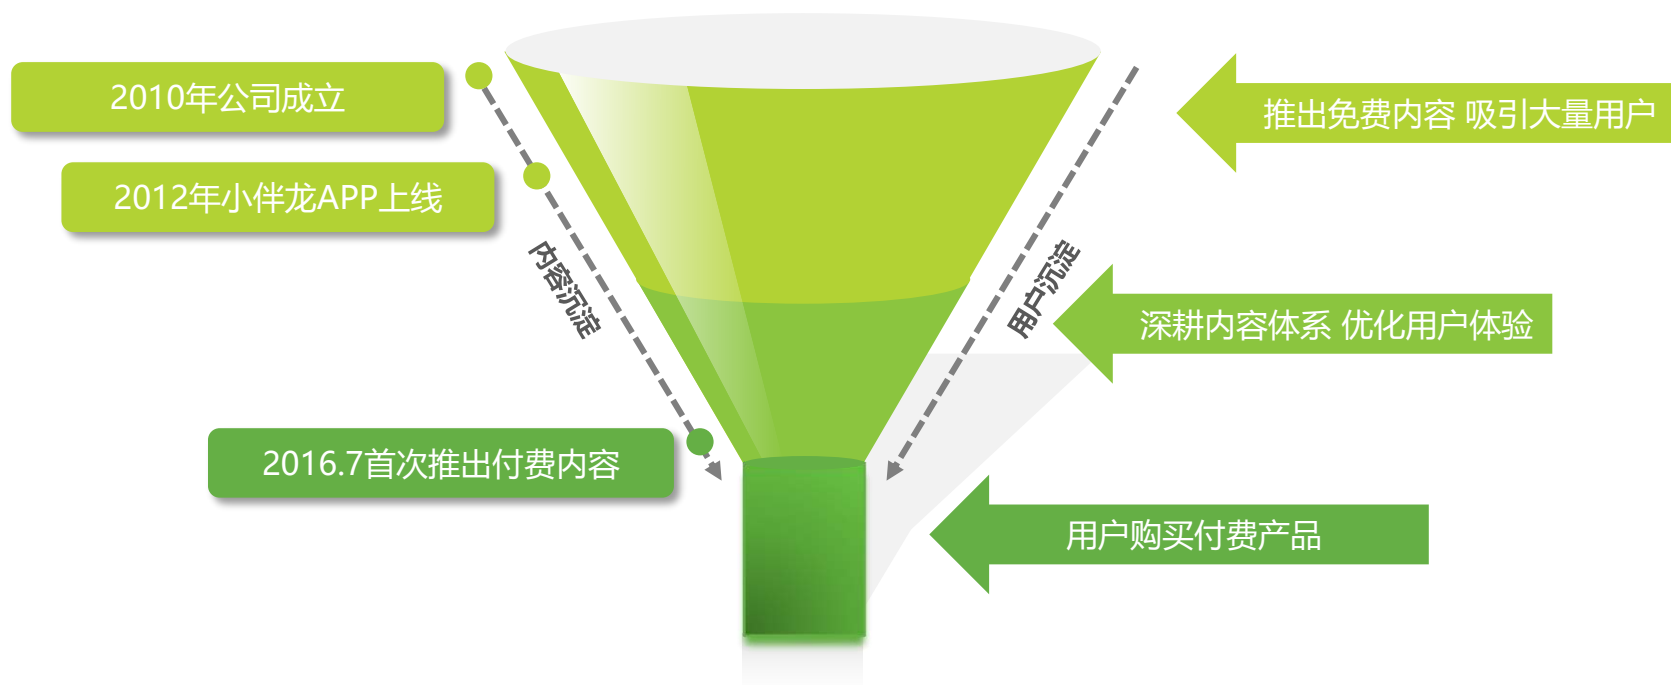 2010年公司成立
2012年小伴龙APP上线
内容沉淀
2016.7首次推出付费内容
用户沉淀
推出免费内容 吸引大量用户
深耕内容体系 优化用户体验
用户购买付费产品